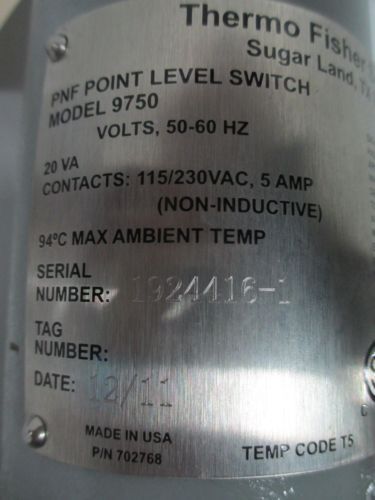 Thermo Fisher
Sugar Land, TX
PNF POINT LEVEL SWITCH
MODEL 9750
VOLTS, 50-60 HZ
20 VA
CONTACTS: 115/230VAC, 5 AMP
(NON-INDUCTIVE)
94ºC MAX AMBIENT TEMP
SERIAL
NUMBER: 1924416-1
TAG
NUMBER:
DATE: 12/11
MADE IN USA
P/N 702768
TEMP CODE T5